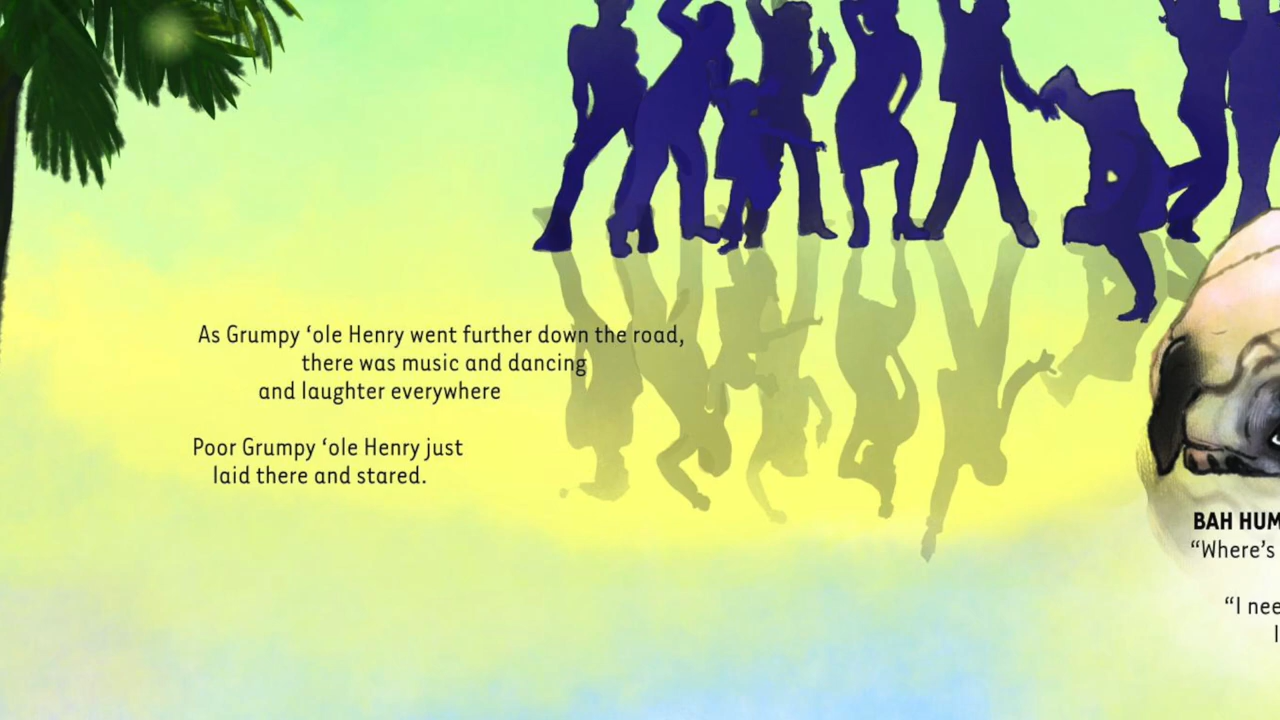 As Grumpy ‘ole Henry went further down the road,
there was music and dancing
and laughter everywhere
Poor Grumpy ‘ole Henry just
laid there and stared.
BAH HUM
“Where’s
“I nee